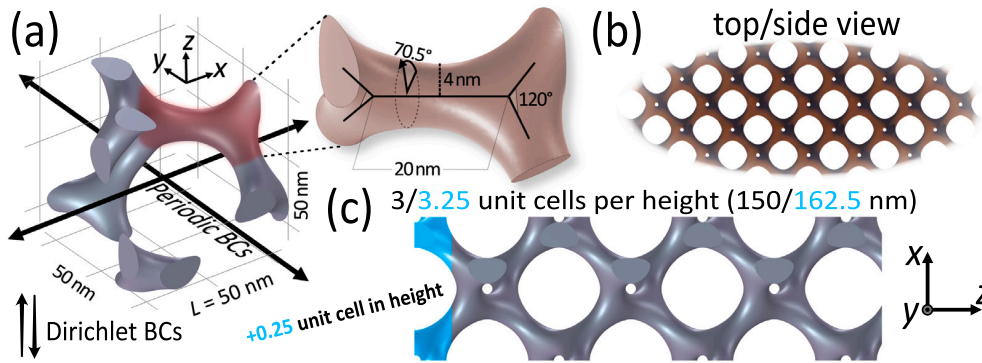 (a)
z
y
x
70.5°
4 nm
120°
20 nm
50 nm
Periodic BCs
50 nm
L = 50 nm
Dirichlet BCs
(b)
top/side view
(c)
3/3.25 unit cells per height (150/162.5 nm)
+0.25 unit cell in height
x
y
z